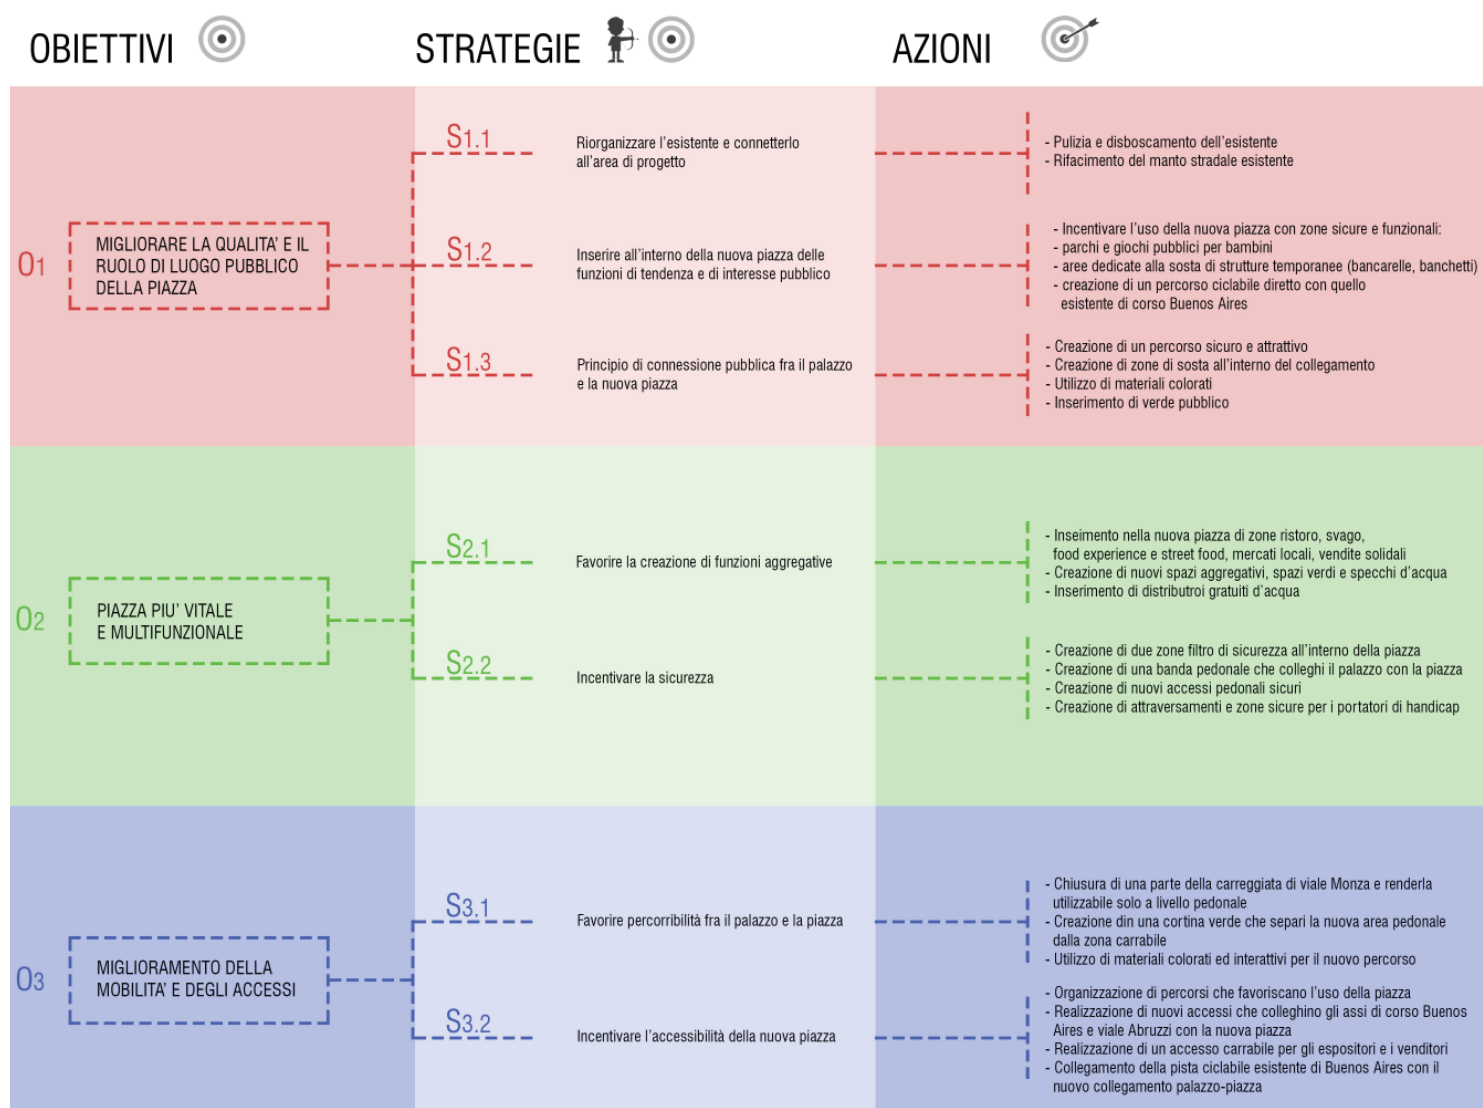 OBIETTIVI
STRATEGIE
AZIONI
O1
MIGLIORARE LA QUALITA' E IL
RUOLO DI LUOGO PUBBLICO
DELLA PIAZZA
S1.1
Riorganizzare l'esistente e connetterlo
all'area di progetto
- Pulizia e disboscamento dell'esistente
- Rifacimento del manto stradale esistente
S1.2
Inserire all'interno della nuova piazza delle
funzioni di tendenza e di interesse pubblico
- Incentivare l'uso della nuova piazza con zone sicure e funzionali:
- parchi e giochi pubblici per bambini
- aree dedicate alla sosta di strutture temporanee (bancarelle, banchetti)
- creazione di un percorso ciclabile diretto con quello
esistente di corso Buenos Aires
S1.3
Principio di connessione pubblica fra il palazzo
e la nuova piazza
- Creazione di un percorso sicuro e attrattivo
- Creazione di zone di sosta all'interno del collegamento
- Utilizzo di materiali colorati
- Inserimento di verde pubblico
O2
PIAZZA PIU' VITALE
E MULTIFUNZIONALE
S2.1
Favorire la creazione di funzioni aggregative
- Inseimento nella nuova piazza di zone ristoro, svago,
food experience e street food, mercati locali, vendite solidali
- Creazione di nuovi spazi aggregativi, spazi verdi e specchi d'acqua
- Inserimento di distributroi gratuiti d'acqua
S2.2
Incentivare la sicurezza
- Creazione di due zone filtro di sicurezza all'interno della piazza
- Creazione di una banda pedonale che colleghi il palazzo con la piazza
- Creazione di nuovi accessi pedonali sicuri
- Creazione di attraversamenti e zone sicure per i portatori di handicap
O3
MIGLIORAMENTO DELLA
MOBILITA' E DEGLI ACCESSI
S3.1
Favorire percorribilità fra il palazzo e la piazza
- Chiusura di una parte della carreggiata di viale Monza e renderla
utilizzabile solo a livello pedonale
- Creazione din una cortina verde che separi la nuova area pedonale
dalla zona carrabile
- Utilizzo di materiali colorati ed interattivi per il nuovo percorso
S3.2
Incentivare l'accessibilità della nuova piazza
- Organizzazione di percorsi che favoriscano l'uso della piazza
- Realizzazione di nuovi accessi che colleghino gli assi di corso Buenos
Aires e viale Abruzzi con la nuova piazza
- Realizzazione di un accesso carrabile per gli espositori e i venditori
- Collegamento della pista ciclabile esistente di Buenos Aires con il
nuovo collegamento palazzo-piazza